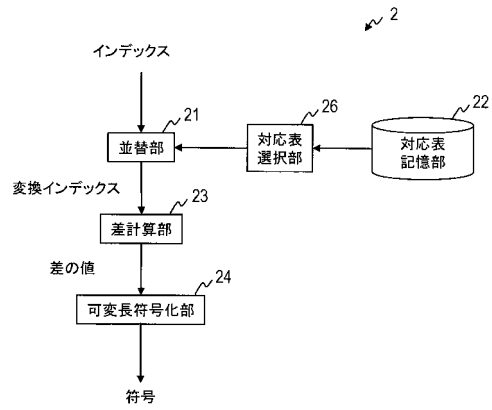 2
インデックス
21
並替部
26
対応表
選択部
22
対応表
記憶部
変換インデックス
23
差計算部
差の値
24
可変長符号化部
符号